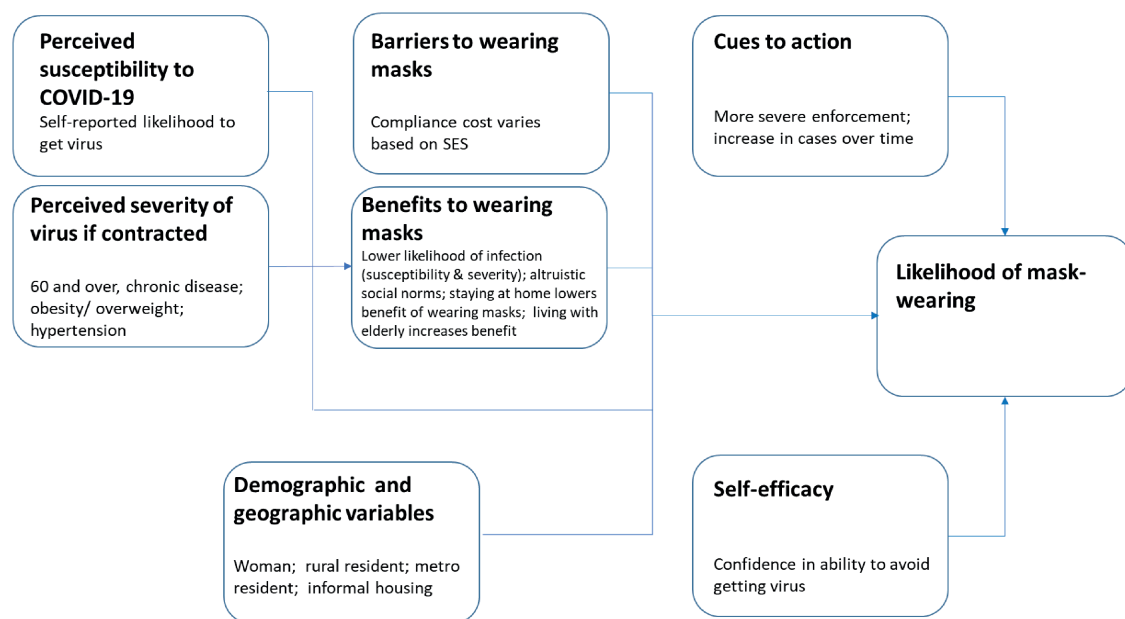 Perceived
susceptibility to
COVID-19
Self-reported likelihood to
get virus
Barriers to wearing
masks
Compliance cost varies
based on SES
Cues to action
More severe enforcement;
increase in cases over time
Perceived severity of
virus if contracted
60 and over, chronic disease;
obesity/ overweight;
hypertension
Benefits to wearing
masks
Lower likelihood of infection
(susceptibility & severity); altruistic
social norms; staying at home lowers
benefit of wearing masks;  living with
elderly increases benefit
Likelihood of mask-
wearing
Demographic  and
geographic variables
Woman;  rural resident; metro
resident;  informal housing
Self-efficacy
Confidence in ability to avoid
getting virus